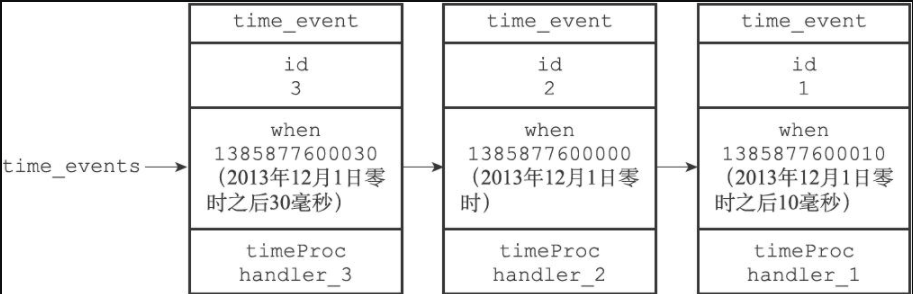 time_events
time_event
id
3
when
1385877600030
（2013年12月1日零
时之后30毫秒）
timeProc
handler_3
time_event
id
2
when
1385877600000
（2013年12月1日零
时）
timeProc
handler_2
time_event
id
1
when
1385877600010
（2013年12月1日零
时之后10毫秒）
timeProc
handler_1